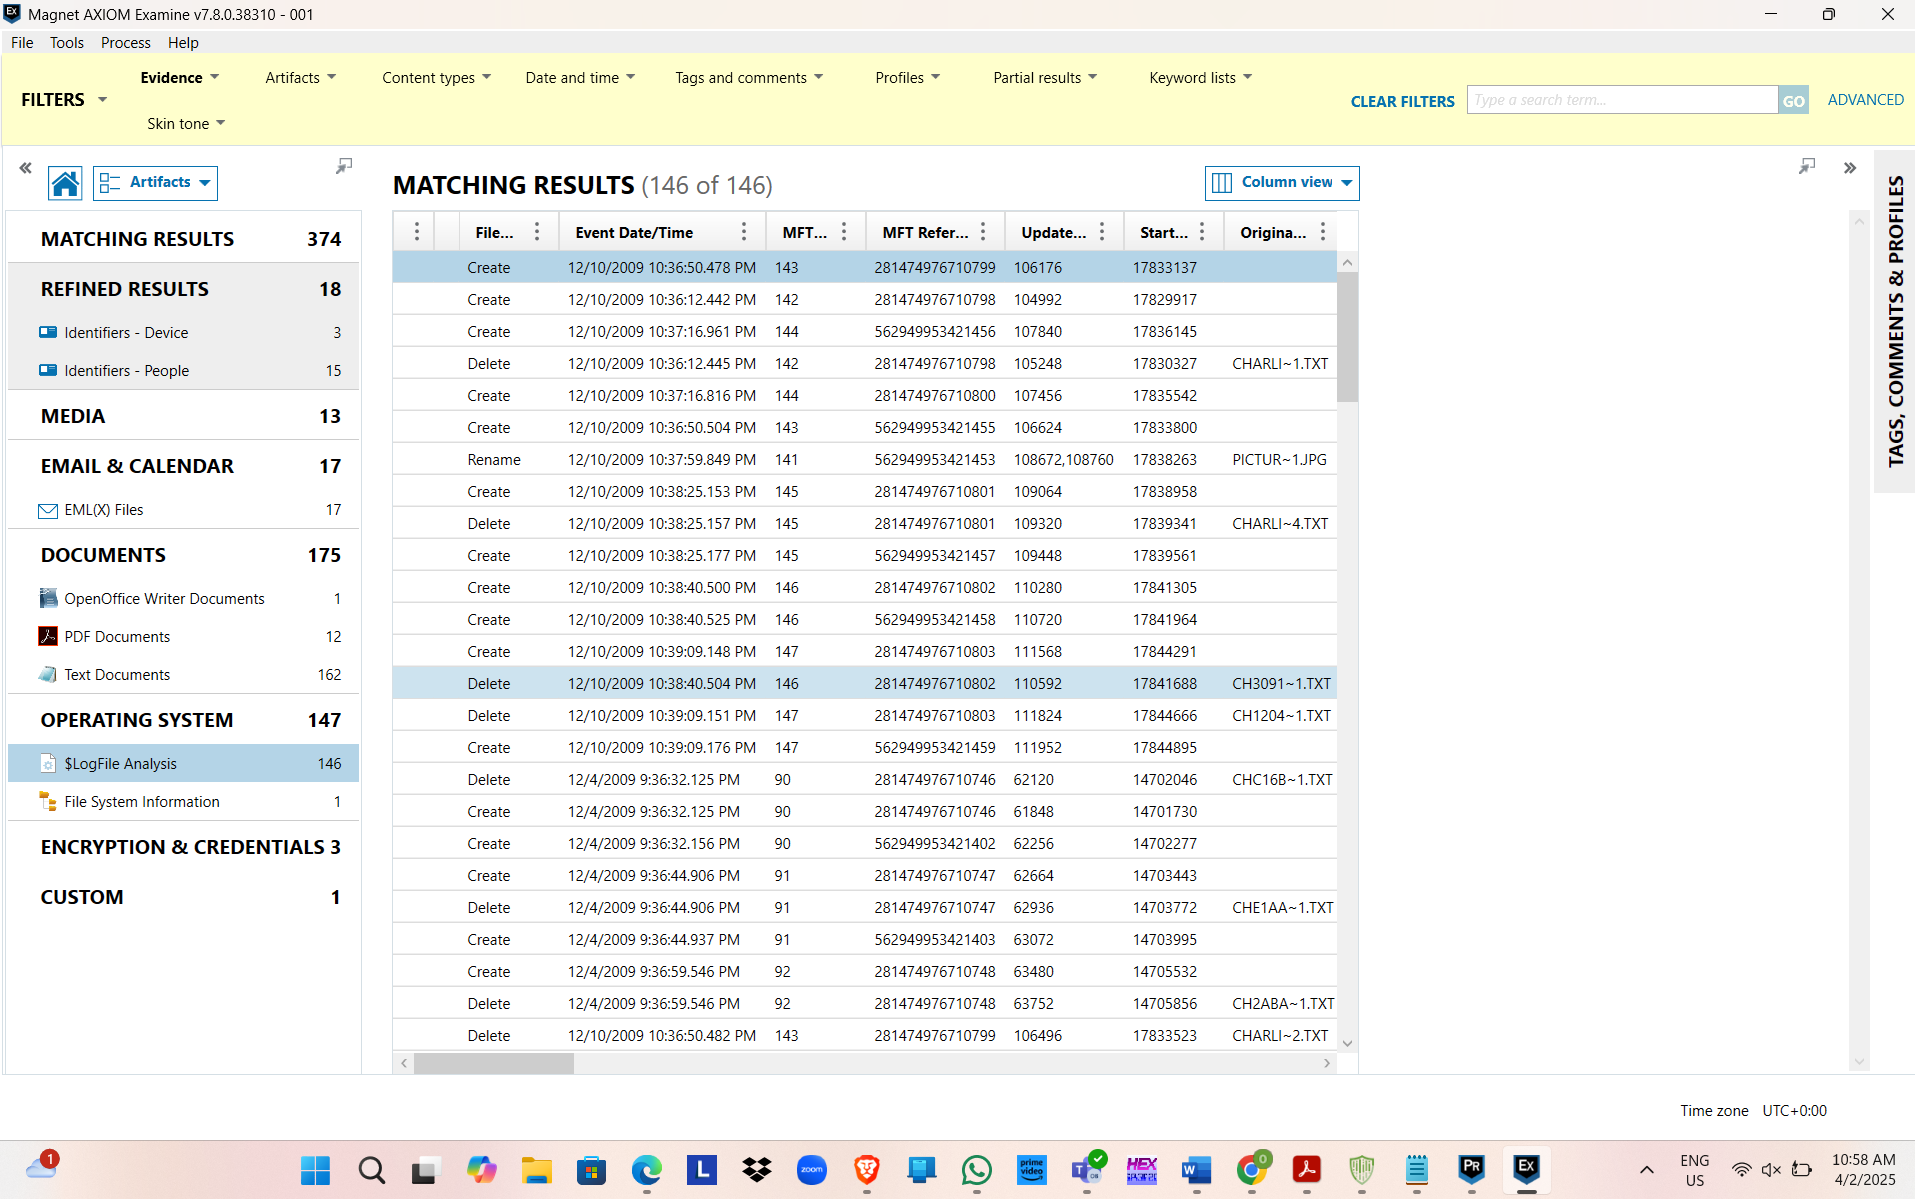 Magnet AXIOM Examine v7.8.0.38310 - 001
File Tools Process Help
FILTERS
Evidence Artifacts Content types Date and time Tags and comments Profiles Partial results Keyword lists
Skin tone
CLEAR FILTERS Type a search term... GO ADVANCED
Artifacts
MATCHING RESULTS 374
REFINED RESULTS 18
Identifiers - Device 3
Identifiers - People 15
MEDIA 13
EMAIL & CALENDAR 17
EML(X) Files 17
DOCUMENTS 175
OpenOffice Writer Documents 1
PDF Documents 12
Text Documents 162
OPERATING SYSTEM 147
$LogFile Analysis 146
File System Information 1
ENCRYPTION & CREDENTIALS 3
CUSTOM 1
MATCHING RESULTS (146 of 146)
Column view
File... Event Date/Time MFT... MFT Refer... Update... Start... Origina...
Create 12/10/2009 10:36:50.478 PM 143 281474976710799 106176 17833137
Create 12/10/2009 10:36:12.442 PM 142 281474976710798 104992 17829917
Create 12/10/2009 10:37:16.961 PM 144 562949953421456 107840 17836145
Delete 12/10/2009 10:36:12.445 PM 142 281474976710798 105248 17830327 CHARLI~1.TXT
Create 12/10/2009 10:37:16.816 PM 144 281474976710800 107456 17835542
Create 12/10/2009 10:36:50.504 PM 143 562949953421455 106624 17833800
Rename 12/10/2009 10:37:59.849 PM 141 562949953421453 108672,108760 17838263 PICTUR~1.JPG
Create 12/10/2009 10:38:25.153 PM 145 281474976710801 109064 17838958
Delete 12/10/2009 10:38:25.157 PM 145 281474976710801 109320 17839341 CHARLI~4.TXT
Create 12/10/2009 10:38:25.177 PM 145 562949953421457 109448 17839561
Create 12/10/2009 10:38:40.500 PM 146 281474976710802 110280 17841305
Create 12/10/2009 10:38:40.525 PM 146 562949953421458 110720 17841964
Create 12/10/2009 10:39:09.148 PM 147 281474976710803 111568 17844291
Delete 12/10/2009 10:38:40.504 PM 146 281474976710802 110592 17841688 CH3091~1.TXT
Delete 12/10/2009 10:39:09.151 PM 147 281474976710803 111824 17844666 CH1204~1.TXT
Create 12/10/2009 10:39:09.176 PM 147 562949953421459 111952 17844895
Delete 12/4/2009 9:36:32.125 PM 90 281474976710746 62120 14702046 CHC16B~1.TXT
Create 12/4/2009 9:36:32.125 PM 90 281474976710746 61848 14701730
Create 12/4/2009 9:36:32.156 PM 90 562949953421402 62256 14702277
Create 12/4/2009 9:36:44.906 PM 91 281474976710747 62664 14703443
Delete 12/4/2009 9:36:44.906 PM 91 281474976710747 62936 14703772 CHE1AA~1.TXT
Create 12/4/2009 9:36:44.937 PM 91 562949953421403 63072 14703995
Create 12/4/2009 9:36:59.546 PM 92 281474976710748 63480 14705532
Delete 12/4/2009 9:36:59.546 PM 92 281474976710748 63752 14705856 CH2ABA~1.TXT
Delete 12/10/2009 10:36:50.482 PM 143 281474976710799 106496 17833523 CHARLI~2.TXT
TAGS, COMMENTS & PROFILES
Time zone UTC+0:00
1
L
zoom
prime video
HEX
W
PR
EX
ENG
US
10:58 AM
4/2/2025